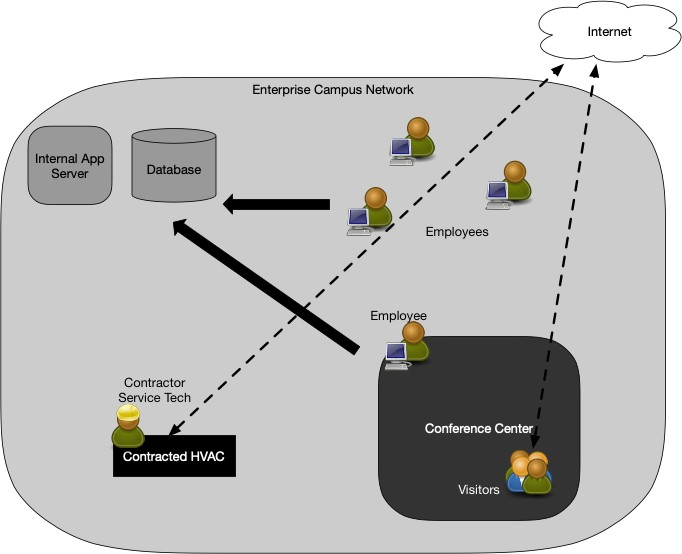 Internet
Enterprise Campus Network
Internal App
Server
Database
Employees
Employee
Contractor
Service Tech
Conference Center
Contracted HVAC
Visitors